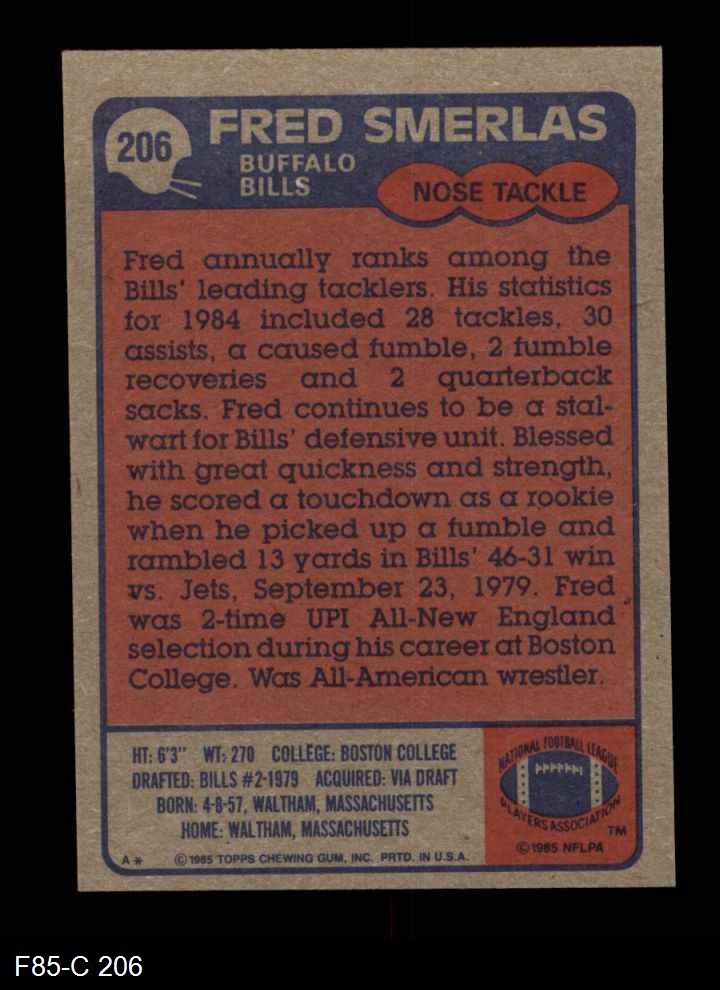 206
FRED SMERLAS
BUFFALO
BILLS
NOSE TACKLE
Fred annually ranks among the
Bills' leading tacklers. His statistics
for 1984 included 28 tackles, 30
assists, a caused fumble, 2 fumble
recoveries and 2 quarterback
sacks. Fred continues to be a stal-
wart for Bills' defensive unit. Blessed
with great quickness and strength,
he scored a touchdown as a rookie
when he picked up a fumble and
rambled 13 yards in Bills' 46-31 win
vs. Jets, September 23, 1979. Fred
was 2-time UPI All-New England
selection during his career at Boston
College. Was All-American wrestler.
HT: 6'3" WT: 270 COLLEGE: BOSTON COLLEGE
DRAFTED: BILLS #2-1979 ACQUIRED: VIA DRAFT
BORN: 4-8-57, WALTHAM, MASSACHUSETTS
HOME: WALTHAM, MASSACHUSETTS
A* © 1985 TOPPS CHEWING GUM, INC. PRTD. IN U.S.A.
NATIONAL FOOTBALL LEAGUE
PLAYERS ASSOCIATION
TM
© 1985 NFLPA
F85-C 206